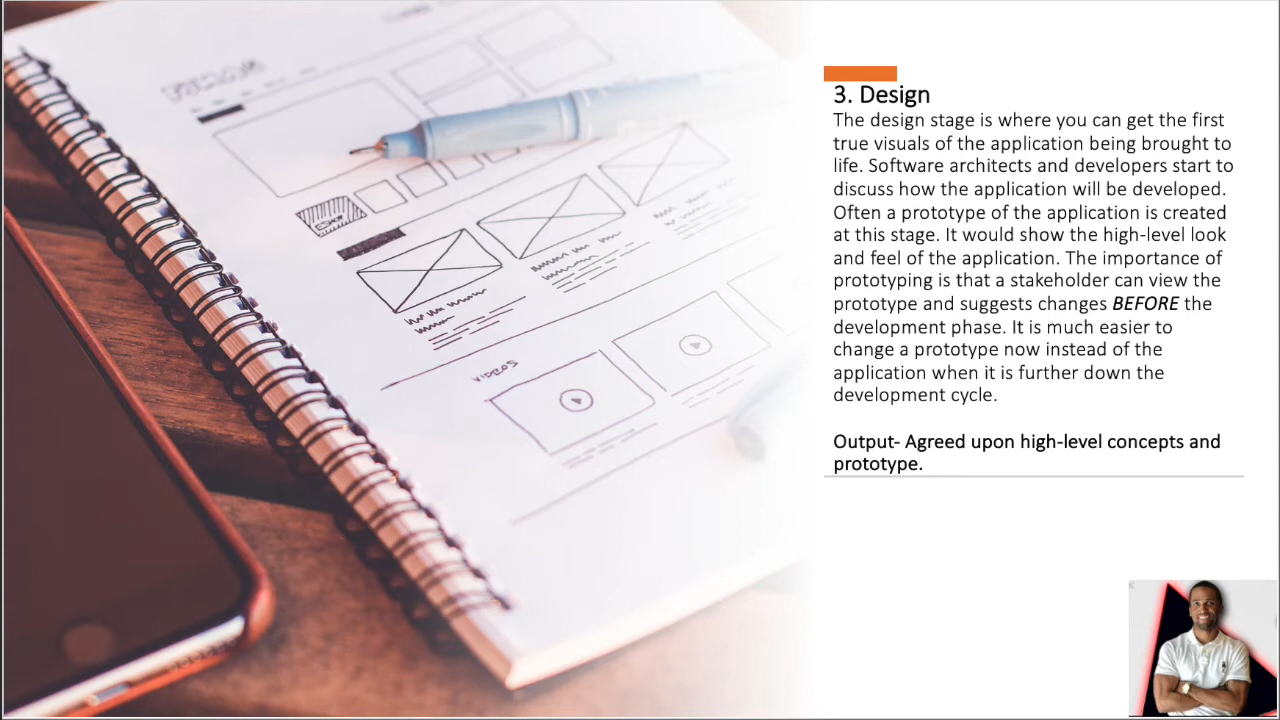 3. Design
The design stage is where you can get the first
true visuals of the application being brought to
life. Software architects and developers start to
discuss how the application will be developed.
Often a prototype of the application is created
at this stage. It would show the high-level look
and feel of the application. The importance of
prototyping is that a stakeholder can view the
prototype and suggests changes BEFORE the
development phase. It is much easier to
change a prototype now instead of the
application when it is further down the
development cycle.
Output- Agreed upon high-level concepts and
prototype.
VIDEOS